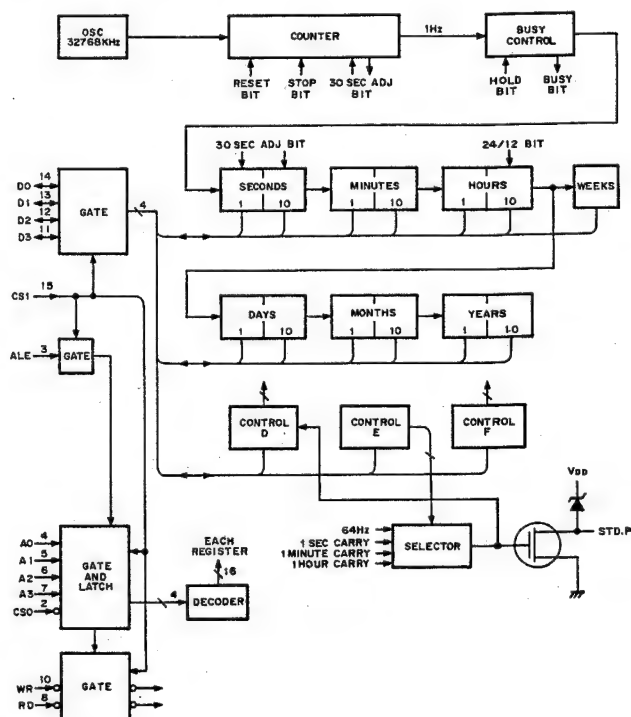 OSC
32768KHz
COUNTER
1Hz
BUSY
CONTROL
RESET
BIT
STOP
BIT
30 SEC ADJ
BIT
HOLD
BIT
BUSY
BIT
30 SEC ADJ BIT
24/12 BIT
D0 14
D1 13
D2 12
D3 11
GATE
4
SECONDS
1 10
MINUTES
1 10
HOURS
1 10
WEEKS
CS1 15
DAYS
1 10
MONTHS
1 10
YEARS
1 10
ALE 3
GATE
CONTROL
D
CONTROL
E
CONTROL
F
VDD
64Hz
1 SEC CARRY
1 MINUTE CARRY
1 HOUR CARRY
SELECTOR
STD.P
A0 4
A1 5
A2 6
A3 7
CS0 2
GATE
AND
LATCH
EACH
REGISTER
16
4
DECODER
WR 10
RD 8
GATE